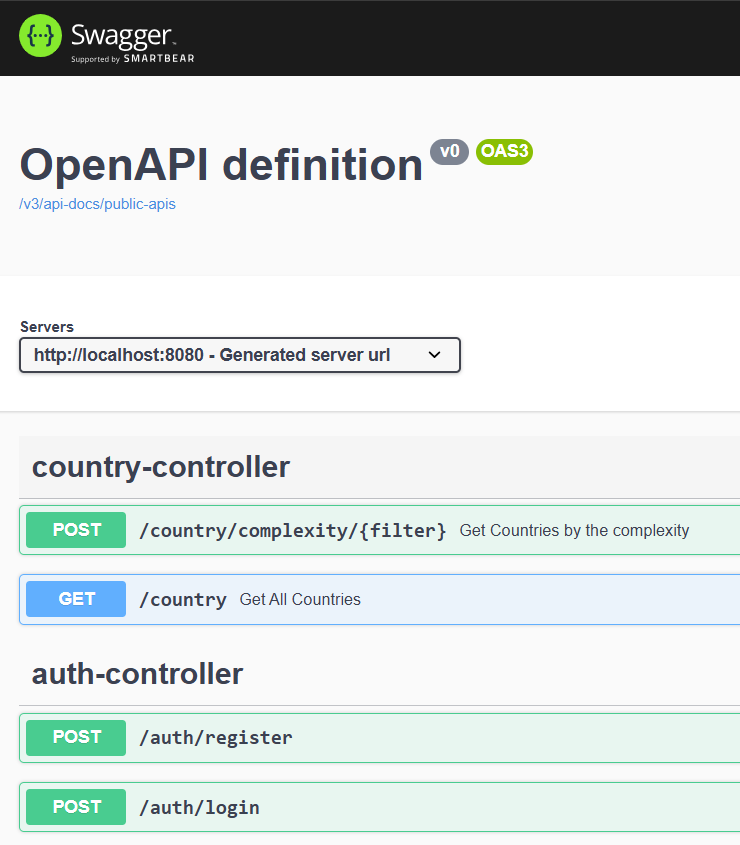 {···} Swagger™
Supported by SMARTBEAR
OpenAPI definition v0 OAS3
/v3/api-docs/public-apis
Servers
http://localhost:8080 - Generated server url
country-controller
POST /country/complexity/{filter} Get Countries by the complexity
GET /country Get All Countries
auth-controller
POST /auth/register
POST /auth/login